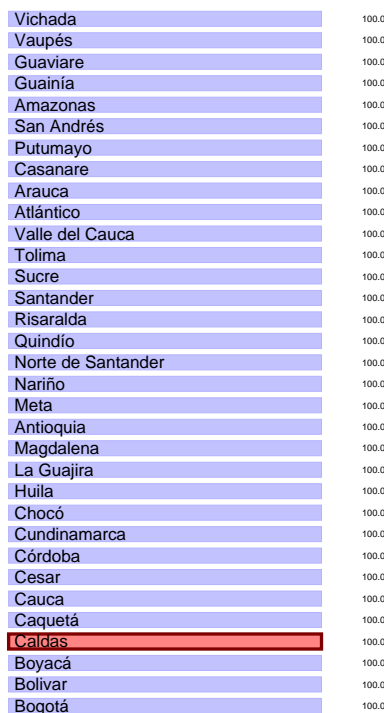 Vichada 100.0
Vaupés 100.0
Guaviare 100.0
Guainía 100.0
Amazonas 100.0
San Andrés 100.0
Putumayo 100.0
Casanare 100.0
Arauca 100.0
Atlántico 100.0
Valle del Cauca 100.0
Tolima 100.0
Sucre 100.0
Santander 100.0
Risaralda 100.0
Quindío 100.0
Norte de Santander 100.0
Nariño 100.0
Meta 100.0
Antioquia 100.0
Magdalena 100.0
La Guajira 100.0
Huila 100.0
Chocó 100.0
Cundinamarca 100.0
Córdoba 100.0
Cesar 100.0
Cauca 100.0
Caquetá 100.0
Caldas 100.0
Boyacá 100.0
Bolivar 100.0
Bogotá 100.0